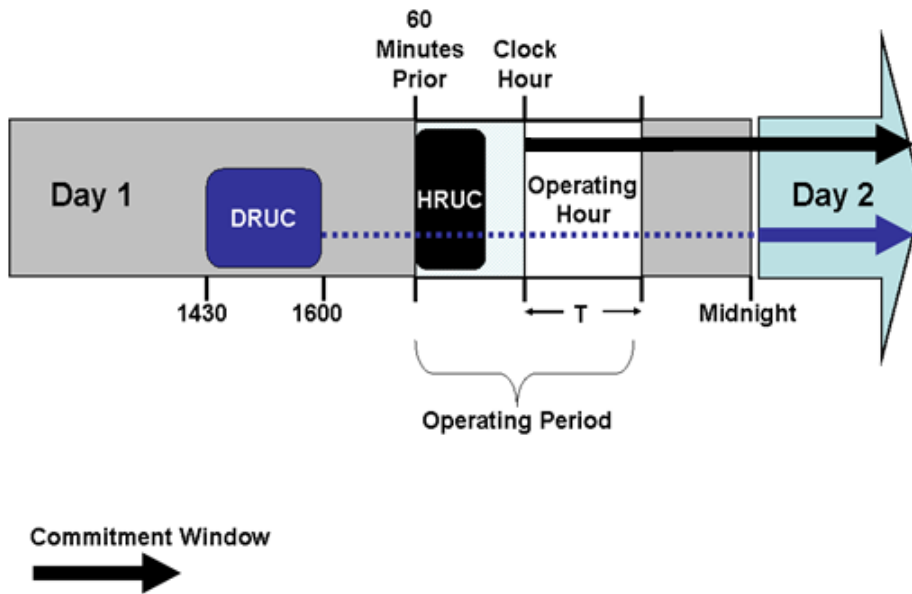 60
Minutes
Prior
Clock
Hour
Day 1
DRUC
HRUC
Operating
Hour
Day 2
1430
1600
T
Midnight
Operating Period
Commitment Window